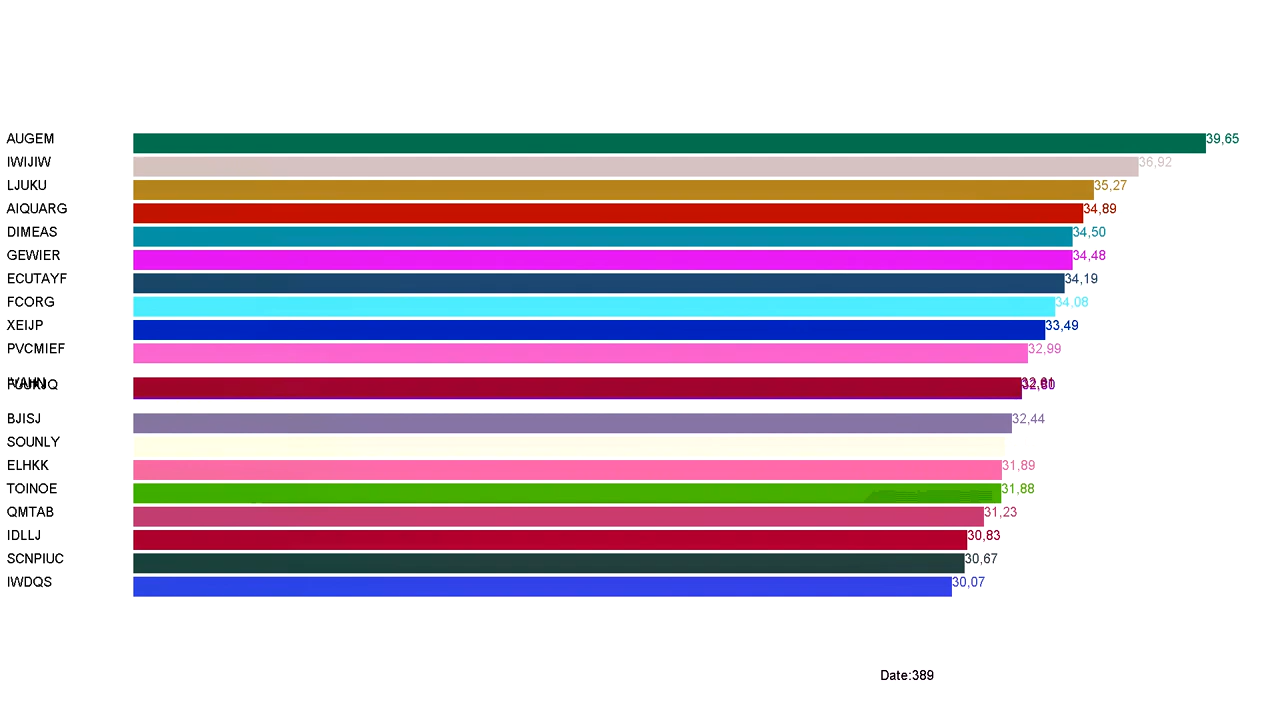 AUGEM 39,65
IWIJIW 36,92
LJUKU 35,27
AIQUARG 34,89
DIMEAS 34,50
GEWIER 34,48
ECUTAYF 34,19
FCORG 34,08
XEIJP 33,49
PVCMIEF 32,99
BJISJ 32,44
SOUNLY
ELHKK 31,89
TOINOE 31,88
QMTAB 31,23
IDLLJ 30,83
SCNPIUC 30,67
IWDQS 30,07
Date:389